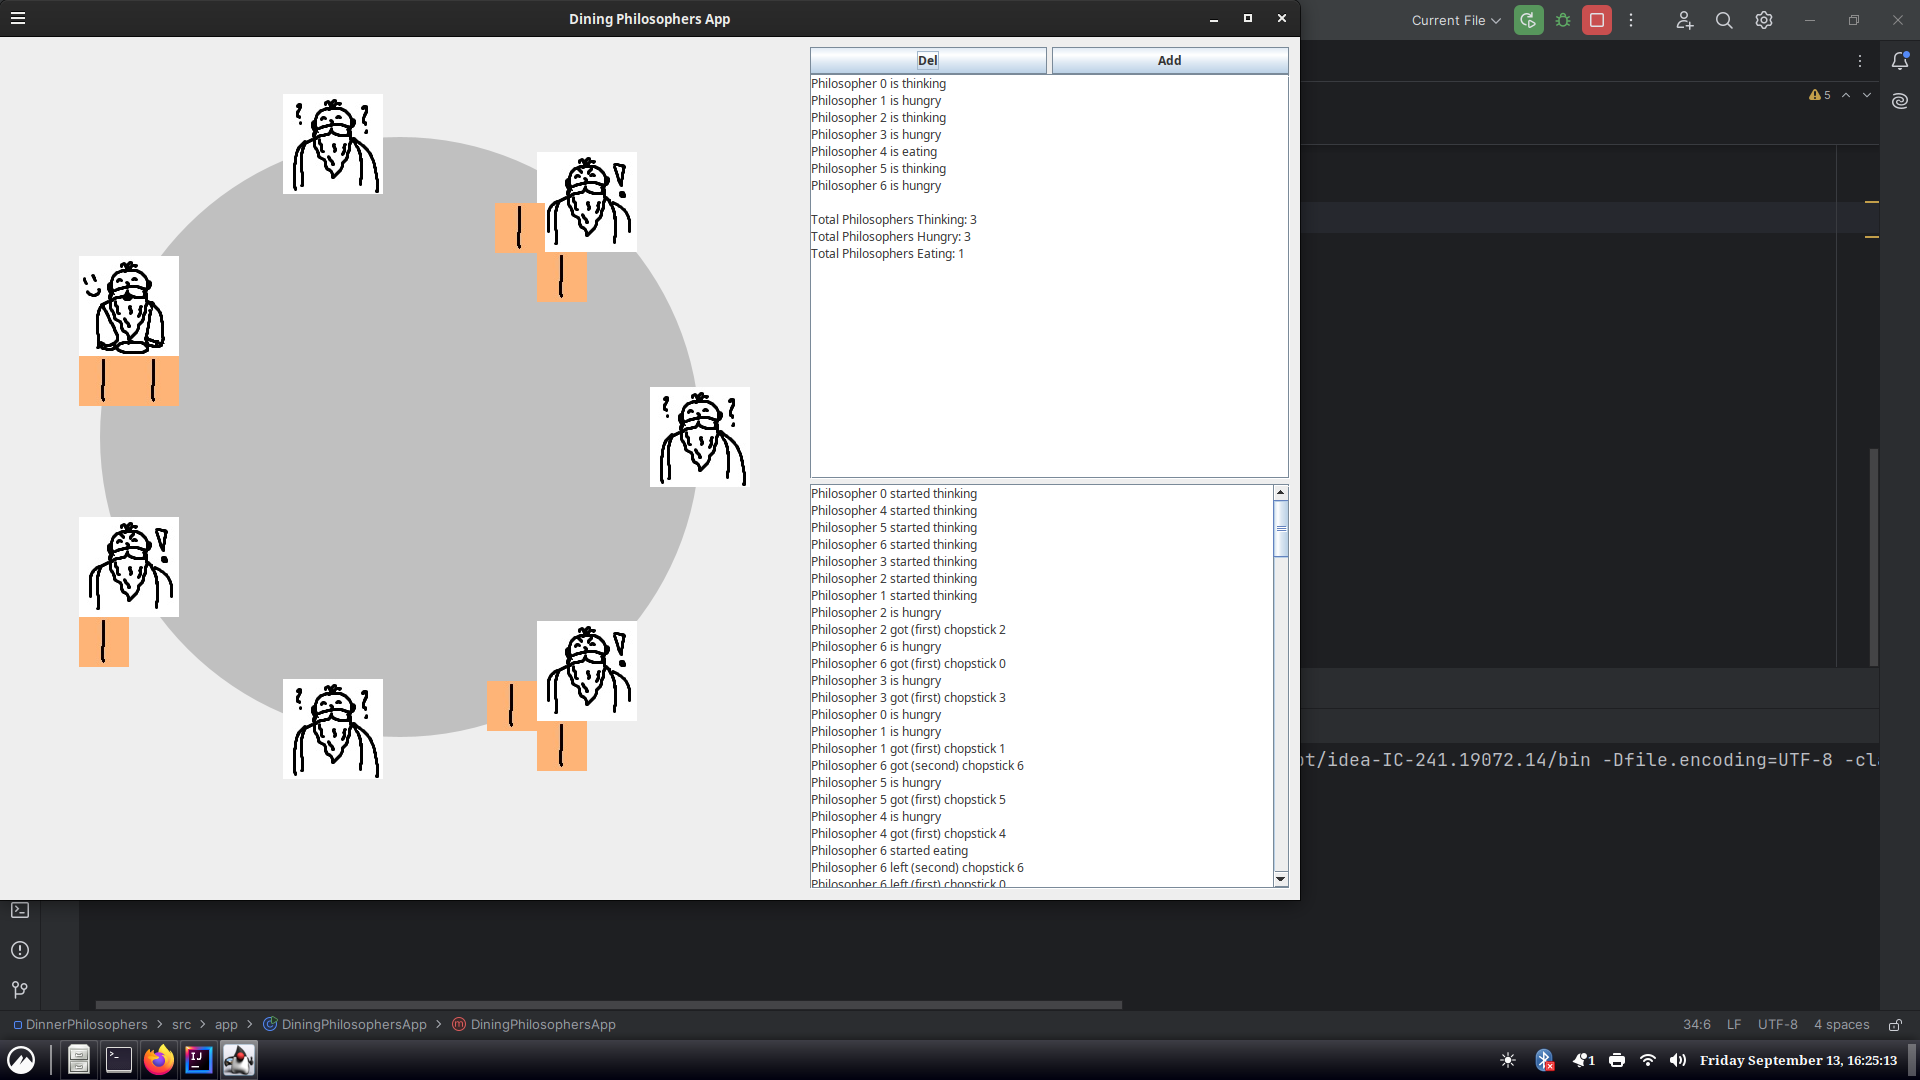 Dining Philosophers App
Current File
Del
Add
5
Philosopher 0 is thinking
Philosopher 1 is hungry
Philosopher 2 is thinking
Philosopher 3 is hungry
Philosopher 4 is eating
Philosopher 5 is thinking
Philosopher 6 is hungry
Total Philosophers Thinking: 3
Total Philosophers Hungry: 3
Total Philosophers Eating: 1
Philosopher 0 started thinking
Philosopher 4 started thinking
Philosopher 5 started thinking
Philosopher 6 started thinking
Philosopher 3 started thinking
Philosopher 2 started thinking
Philosopher 1 started thinking
Philosopher 2 is hungry
Philosopher 2 got (first) chopstick 2
Philosopher 6 is hungry
Philosopher 6 got (first) chopstick 0
Philosopher 3 is hungry
Philosopher 3 got (first) chopstick 3
Philosopher 0 is hungry
Philosopher 1 is hungry
Philosopher 1 got (first) chopstick 1
Philosopher 6 got (second) chopstick 6
Philosopher 5 is hungry
Philosopher 5 got (first) chopstick 5
Philosopher 4 is hungry
Philosopher 4 got (first) chopstick 4
Philosopher 6 started eating
Philosopher 6 left (second) chopstick 6
Philosopher 6 left (first) chopstick 0
t/idea-IC-241.19072.14/bin -Dfile.encoding=UTF-8 -cl
DinnerPhilosophers > src > app > DiningPhilosophersApp > DiningPhilosophersApp
34:6 LF UTF-8 4 spaces
1 Friday September 13, 16:25:13